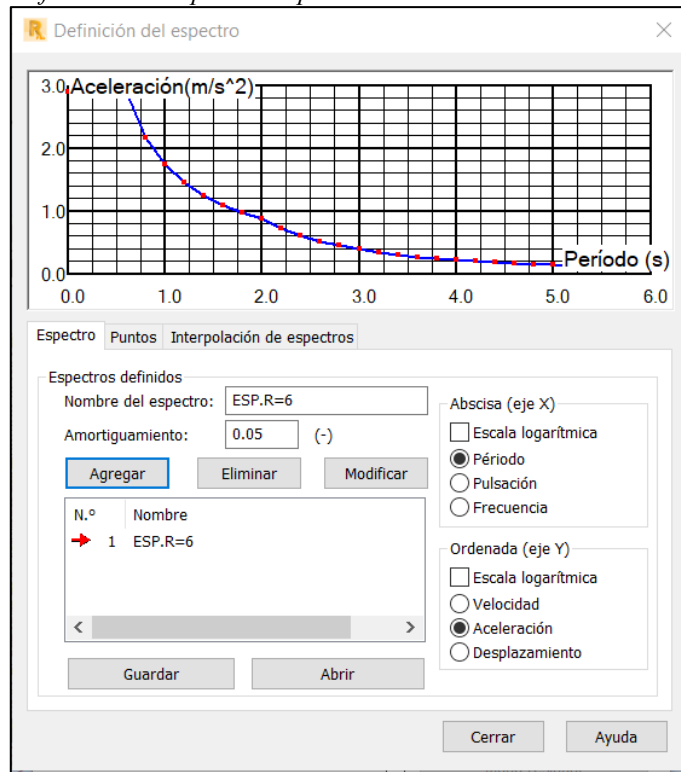 Definición del espectro
3.0 Aceleración(m/s^2)
2.0
1.0
0.0
Período (s)
0.0 1.0 2.0 3.0 4.0 5.0 6.0
Espectro Puntos Interpolación de espectros
Espectros definidos
Nombre del espectro: ESP.R=6
Amortiguamiento: 0.05 (-)
Agregar Eliminar Modificar
N.º Nombre
1 ESP.R=6
Guardar Abrir
Abscisa (eje X)
Escala logarítmica
Périodo
Pulsación
Frecuencia
Ordenada (eje Y)
Escala logarítmica
Velocidad
Aceleración
Desplazamiento
Cerrar Ayuda